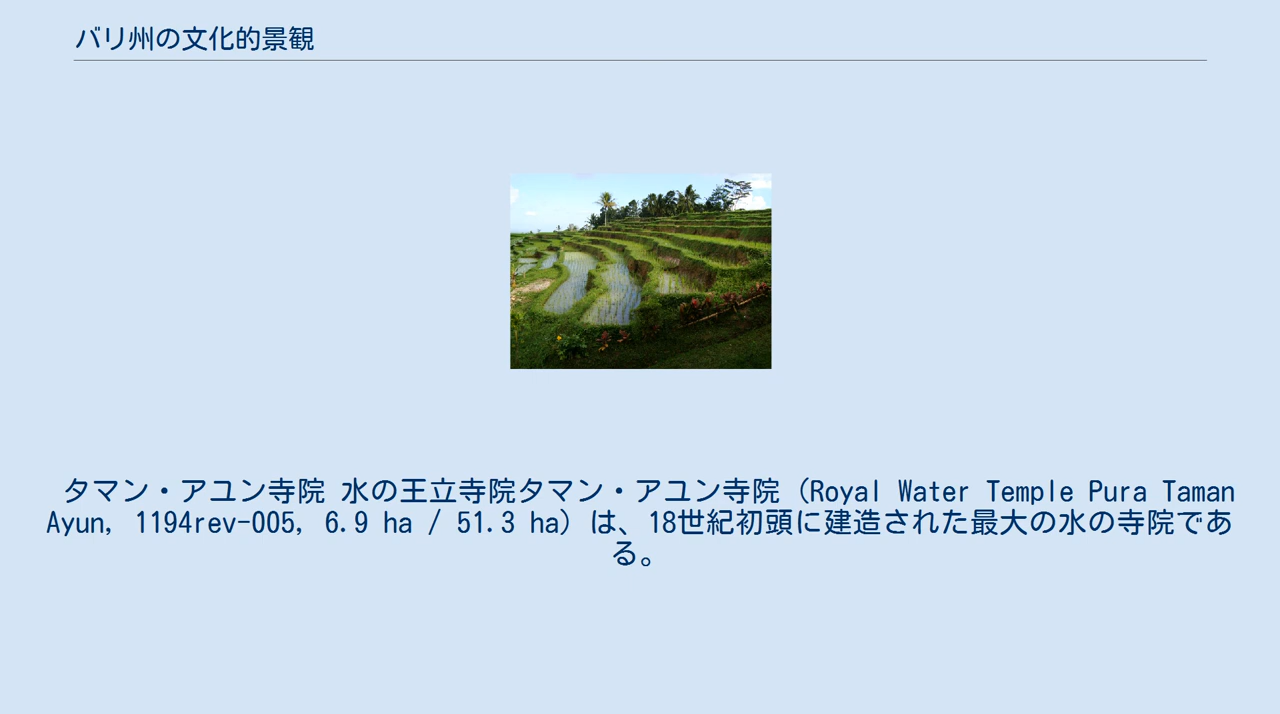 バリ州の文化的景観
タマン・アユン寺院 水の王立寺院タマン・アユン寺院 (Royal Water Temple Pura Taman
Ayun, 1194rev-005, 6.9 ha / 51.3 ha) は、18世紀初頭に建造された最大の水の寺院であ
る。